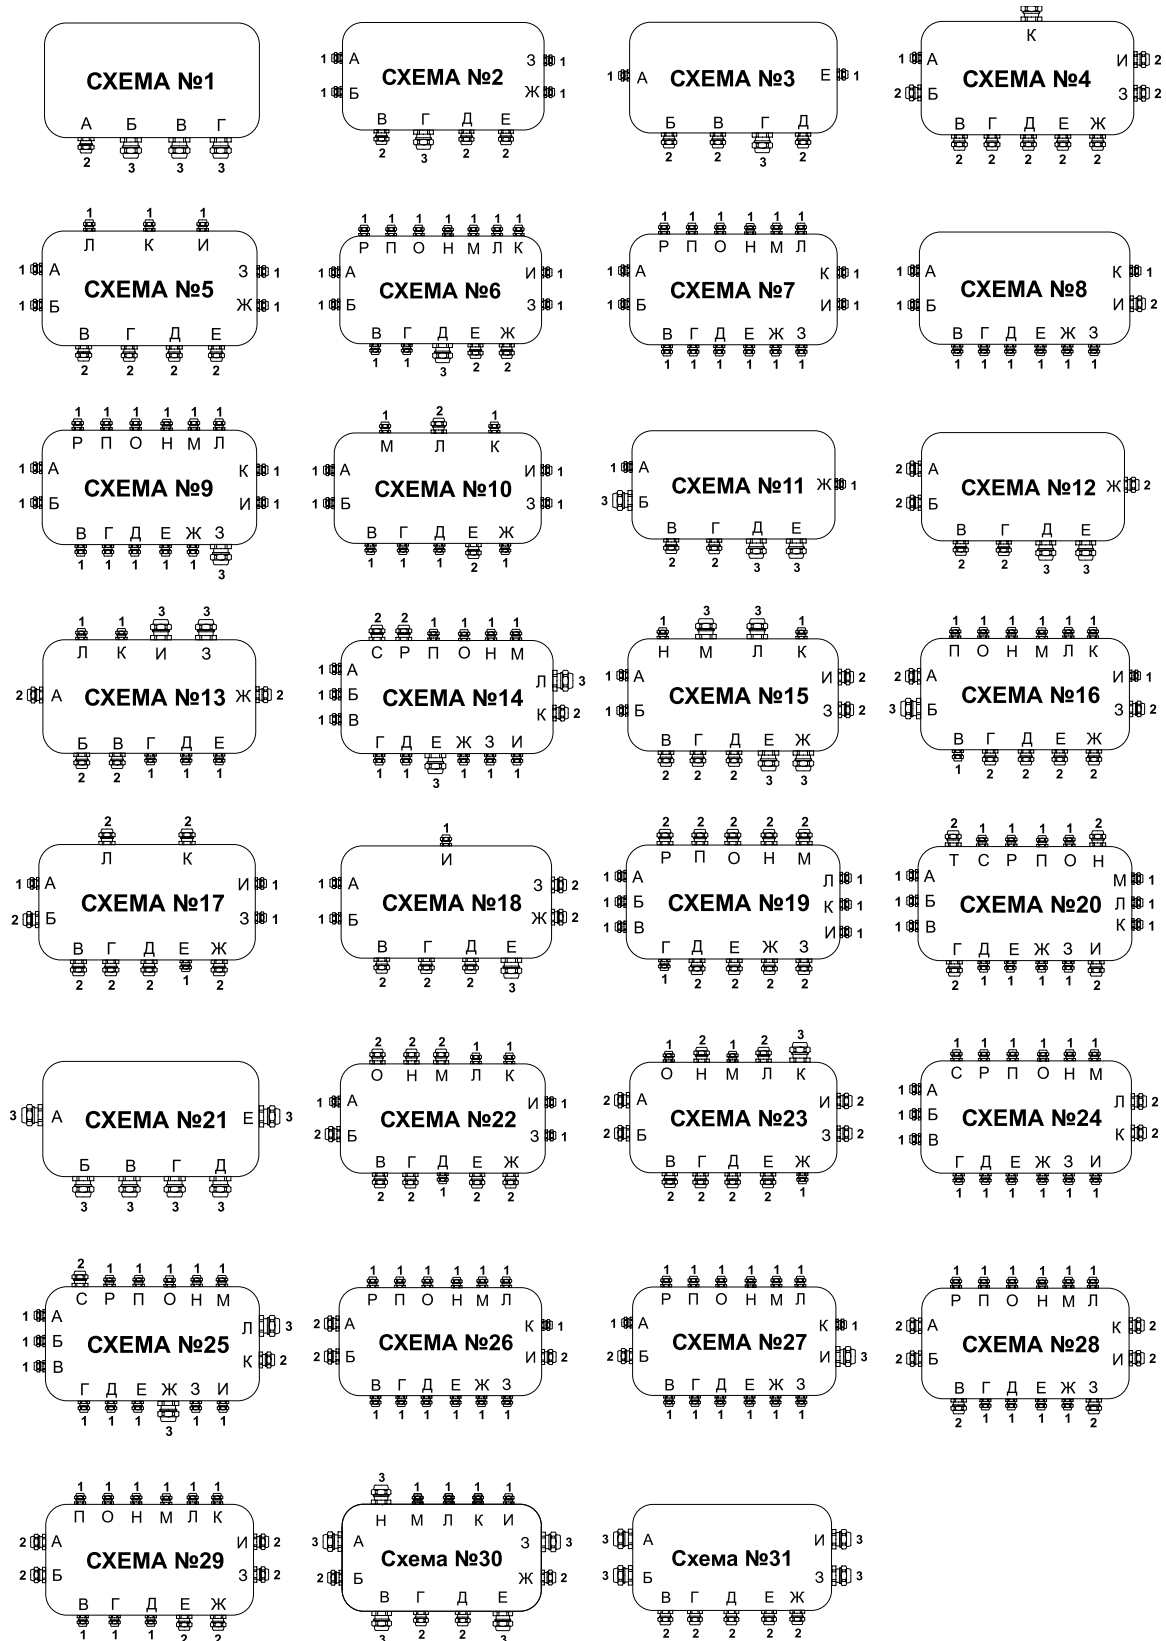 СХЕМА №1
А Б В Г
2 3 3 3
1 А З 1
СХЕМА №2
1 Б Ж 1
В Г Д Е
2 3 2 2
1 А Е 1
СХЕМА №3
Б В Г Д
2 2 3 2
К
1 А И 2
СХЕМА №4
2 Б З 2
В Г Д Е Ж
2 2 2 2 2
1 1 1
Л К И
1 А З 1
СХЕМА №5
1 Б Ж 1
В Г Д Е
2 2 2 2
1 1 1 1 1 1 1
Р П О Н М Л К
1 А И 1
СХЕМА №6
1 Б З 1
В Г Д Е Ж
1 1 3 2 2
1 1 1 1 1 1
Р П О Н М Л
1 А К 1
СХЕМА №7
1 Б И 1
В Г Д Е Ж З
1 1 1 1 1 1
1 А К 1
СХЕМА №8
1 Б И 2
В Г Д Е Ж З
1 1 1 1 1 1
1 1 1 1 1 1
Р П О Н М Л
1 А К 1
СХЕМА №9
1 Б И 1
В Г Д Е Ж З
1 1 1 1 1 3
1 2 1
М Л К
1 А И 1
СХЕМА №10
1 Б З 1
В Г Д Е Ж
1 1 1 2 1
1 А
СХЕМА №11 Ж 1
3 Б
В Г Д Е
2 2 3 3
2 А
СХЕМА №12 Ж 2
2 Б
В Г Д Е
2 2 3 3
1 1 3 3
Л К И З
2 А СХЕМА №13 Ж 2
Б В Г Д Е
2 2 1 1 1
2 2 1 1 1 1
С Р П О Н М
1 А Л 3
1 Б СХЕМА №14
1 В К 2
Г Д Е Ж З И
1 1 3 1 1 1
1 3 3 1
Н М Л К
1 А И 2
СХЕМА №15
1 Б З 2
В Г Д Е Ж
2 2 2 3 3
1 1 1 1 1 1
П О Н М Л К
2 А И 1
СХЕМА №16
3 Б З 2
В Г Д Е Ж
1 2 2 2 2
2 2
Л К
1 А И 1
СХЕМА №17
2 Б З 1
В Г Д Е Ж
2 2 2 1 2
1
И
1 А З 2
СХЕМА №18
1 Б Ж 2
В Г Д Е
2 2 2 3
2 2 2 2 2
Р П О Н М
1 А Л 1
1 Б СХЕМА №19 К 1
1 В И 1
Г Д Е Ж З
1 2 2 2 2
2 1 1 1 1 2
Т С Р П О Н
1 А М 1
1 Б СХЕМА №20 Л 1
1 В К 1
Г Д Е Ж З И
2 1 1 1 1 2
3 А СХЕМА №21 Е 3
Б В Г Д
3 3 3 3
2 2 2 1 1
О Н М Л К
1 А И 1
СХЕМА №22
2 Б З 1
В Г Д Е Ж
2 2 1 2 2
1 2 1 2 3
О Н М Л К
2 А И 2
СХЕМА №23
2 Б З 2
В Г Д Е Ж
2 2 2 2 1
1 1 1 1 1 1
С Р П О Н М
1 А Л 2
1 Б СХЕМА №24
1 В К 2
Г Д Е Ж З И
1 1 1 1 1 1
2 1 1 1 1 1
С Р П О Н М
1 А Л 3
1 Б СХЕМА №25
1 В К 2
Г Д Е Ж З И
1 1 1 3 1 1
1 1 1 1 1 1
Р П О Н М Л
2 А К 1
СХЕМА №26
2 Б И 2
В Г Д Е Ж З
1 1 1 1 1 1
1 1 1 1 1 1
Р П О Н М Л
1 А К 1
СХЕМА №27
2 Б И 3
В Г Д Е Ж З
1 1 1 1 1 1
1 1 1 1 1 1
Р П О Н М Л
2 А К 2
СХЕМА №28
2 Б И 2
В Г Д Е Ж З
2 1 1 1 1 2
1 1 1 1 1 1
П О Н М Л К
2 А И 2
СХЕМА №29
2 Б З 2
В Г Д Е Ж
1 1 1 2 2
3 1 1 1 1
Н М Л К И
3 А З 3
Схема №30
2 Б Ж 2
В Г Д Е
3 2 2 3
3 А И 3
Схема №31
3 Б З 3
В Г Д Е Ж
2 2 2 2 2